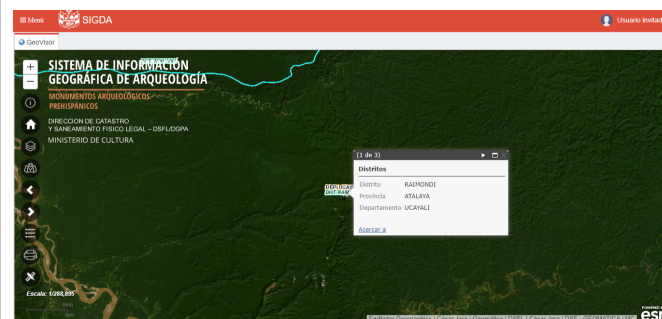 Menú
SIGDA
Usuario invitad
GeoVisor
SISTEMA DE INFORMACIÓN
GEOGRÁFICA DE ARQUEOLOGÍA
MONUMENTOS ARQUEOLÓGICOS
PREHISPÁNICOS
DIRECCION DE CATASTRO
Y SANEAMIENTO FISICO LEGAL – DSFL/DGPA
MINISTERIO DE CULTURA
(1 de 3)
Distritos
Distrito RAIMONDI
Provincia ATALAYA
Departamento UCAYALI
Acercar a
Escala: 1/288,895
POWERED BY
esri